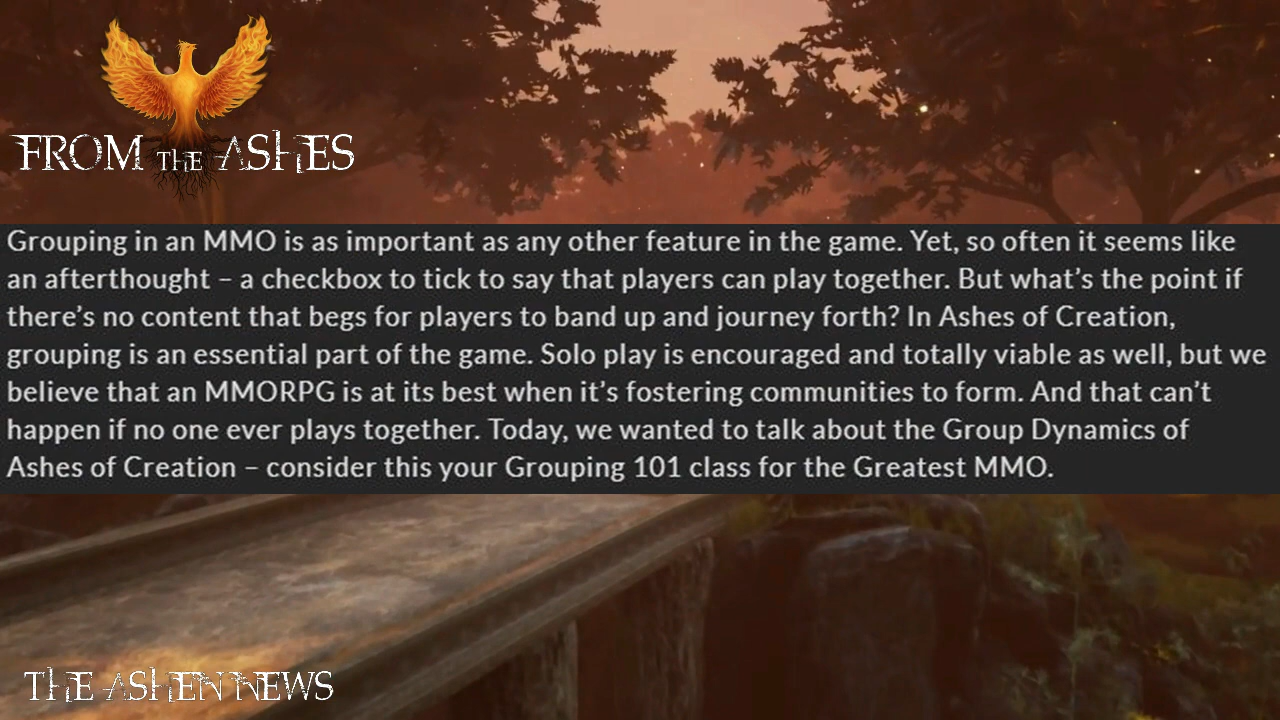 FROM THE ASHES
Grouping in an MMO is as important as any other feature in the game. Yet, so often it seems like
an afterthought – a checkbox to tick to say that players can play together. But what’s the point if
there’s no content that begs for players to band up and journey forth? In Ashes of Creation,
grouping is an essential part of the game. Solo play is encouraged and totally viable as well, but we
believe that an MMORPG is at its best when it’s fostering communities to form. And that can’t
happen if no one ever plays together. Today, we wanted to talk about the Group Dynamics of
Ashes of Creation – consider this your Grouping 101 class for the Greatest MMO.
THE ASHEN NEWS